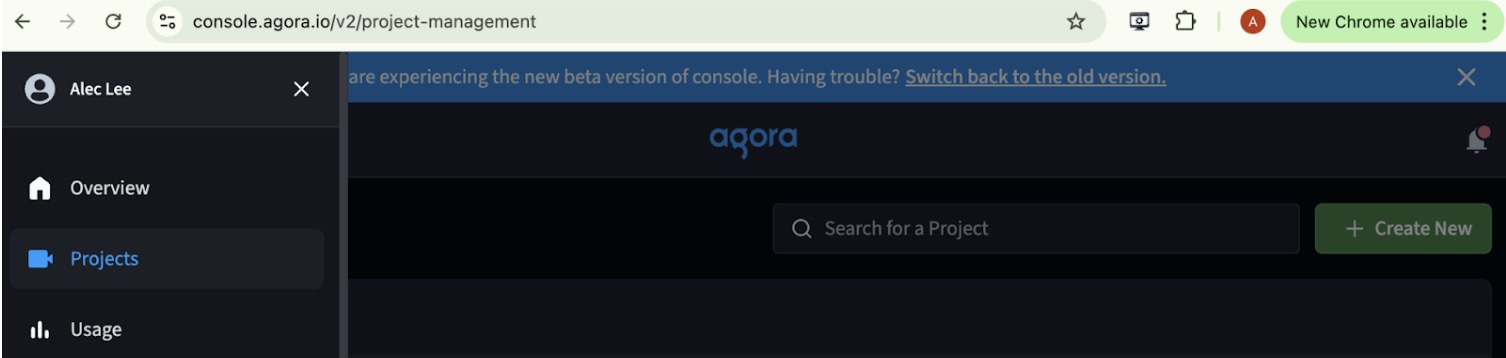 console.agora.io/v2/project-management
A
New Chrome available
Alec Lee
are experiencing the new beta version of console. Having trouble? Switch back to the old version.
agora
Overview
Search for a Project
+ Create New
Projects
Usage